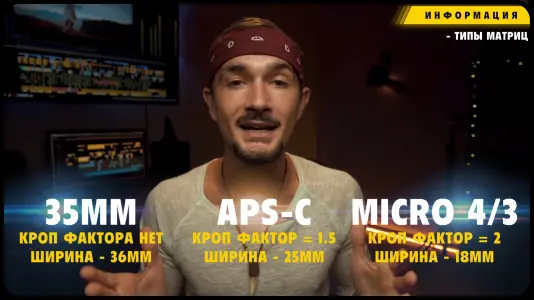 ИНФОРМАЦИЯ
- ТИПЫ МАТРИЦ
35MM
КРОП ФАКТОРА НЕТ
ШИРИНА - 36ММ
APS-C
КРОП ФАКТОР = 1.5
ШИРИНА - 25ММ
MICRO 4/3
КРОП ФАКТОР = 2
ШИРИНА - 18ММ